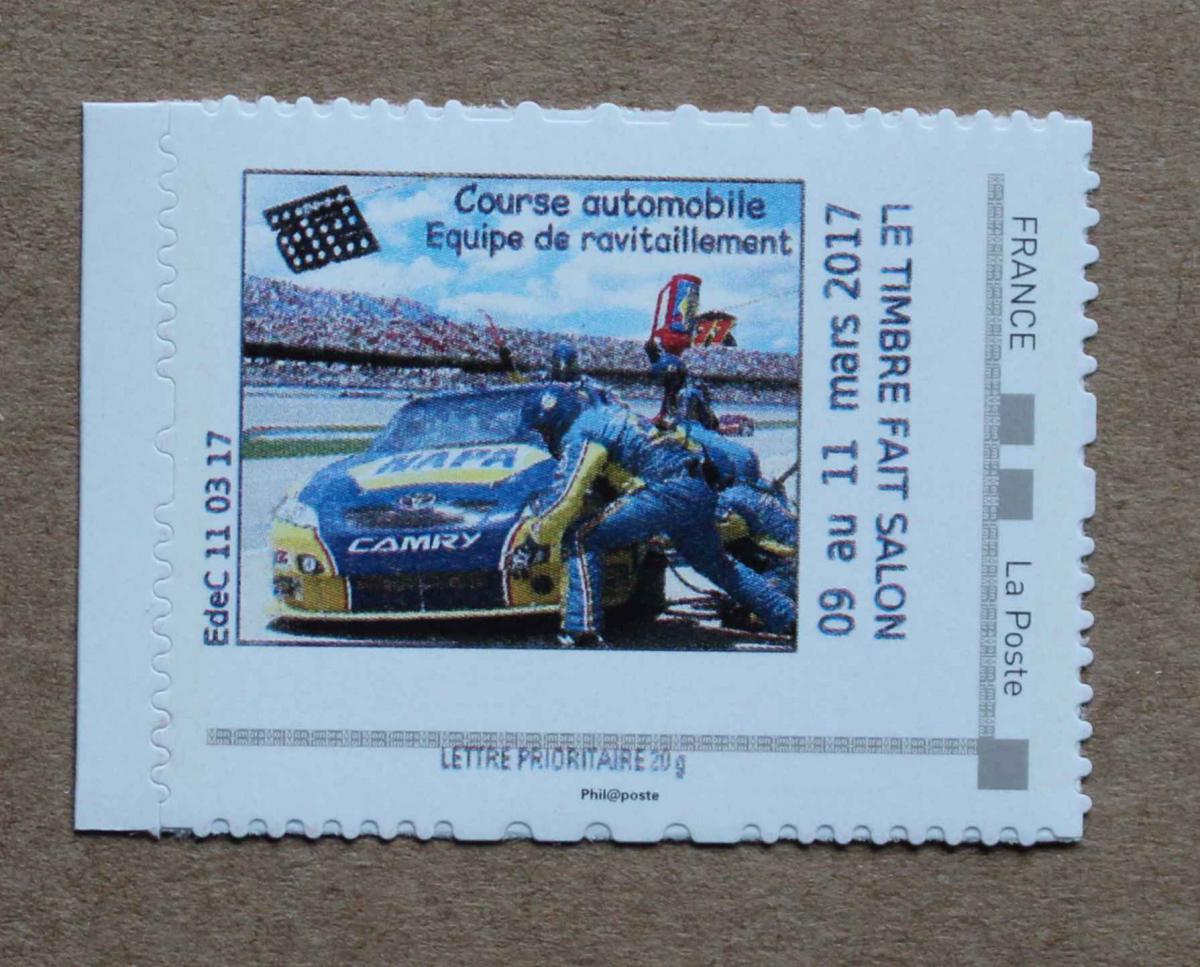 Course automobile
Equipe de ravitaillement
77
NAPA
CAMRY
EdeC 11 03 17
LE TIMBRE FAIT SALON
09 au 11 mars 2017
FRANCE
La Poste
LETTRE PRIORITAIRE 20 g
Phil@poste